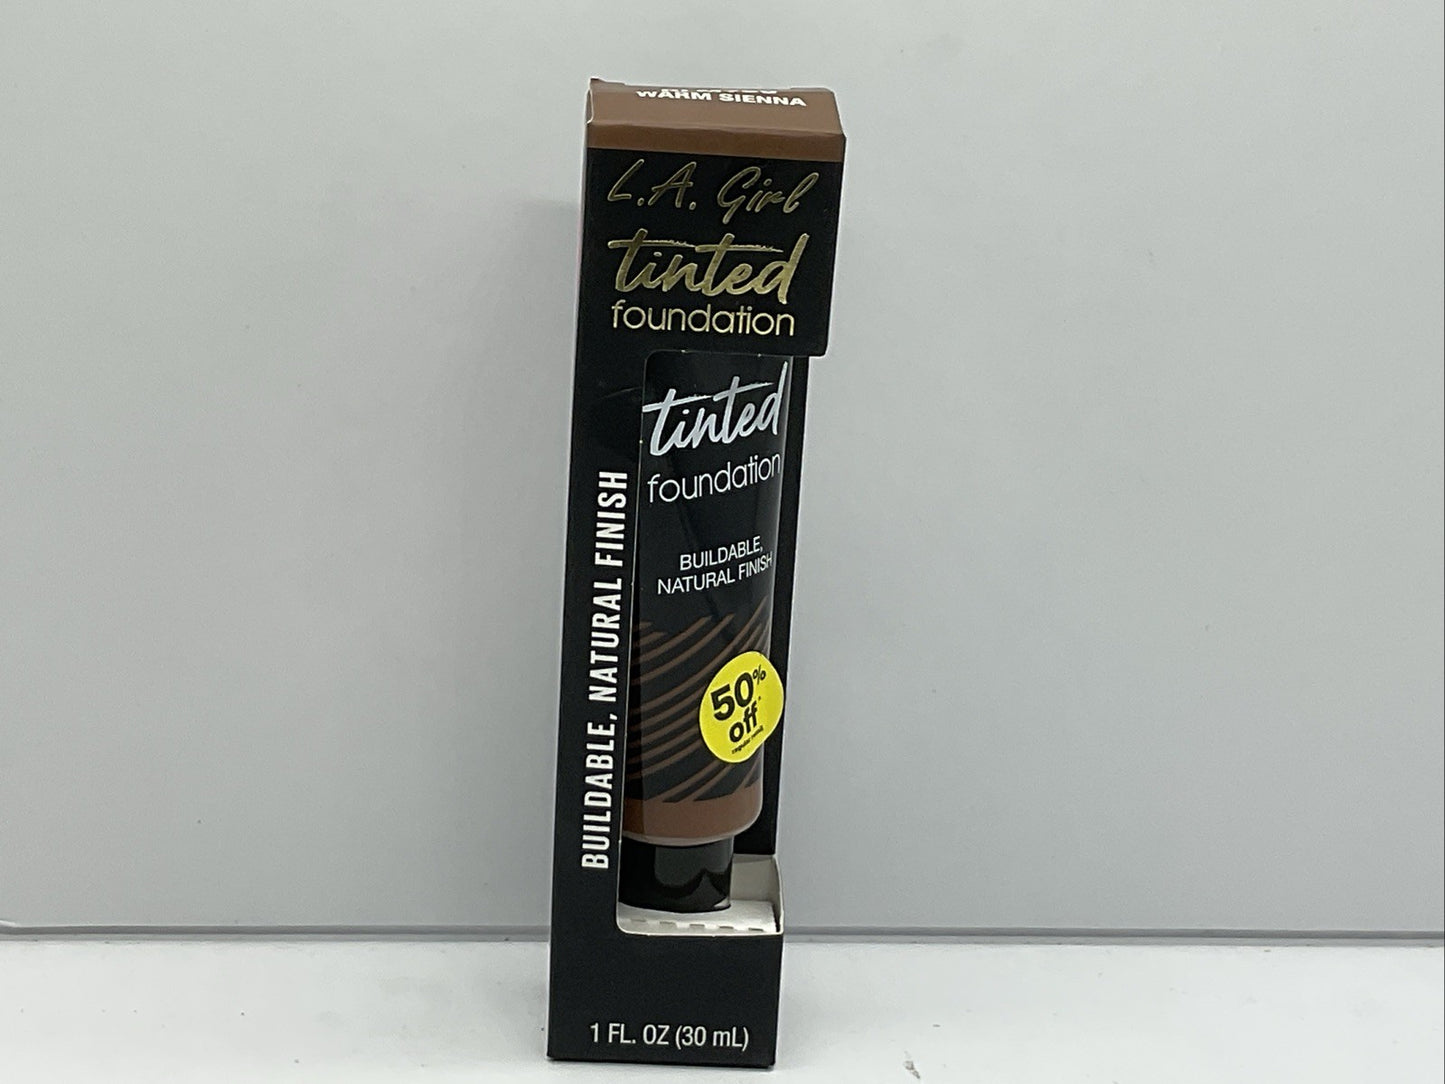 WARM SIENNA
L.A. Girl
tinted
foundation
tinted
foundation
BUILDABLE,
NATURAL FINISH
BUILDABLE, NATURAL FINISH
50%
off*
1 FL. OZ (30 mL)